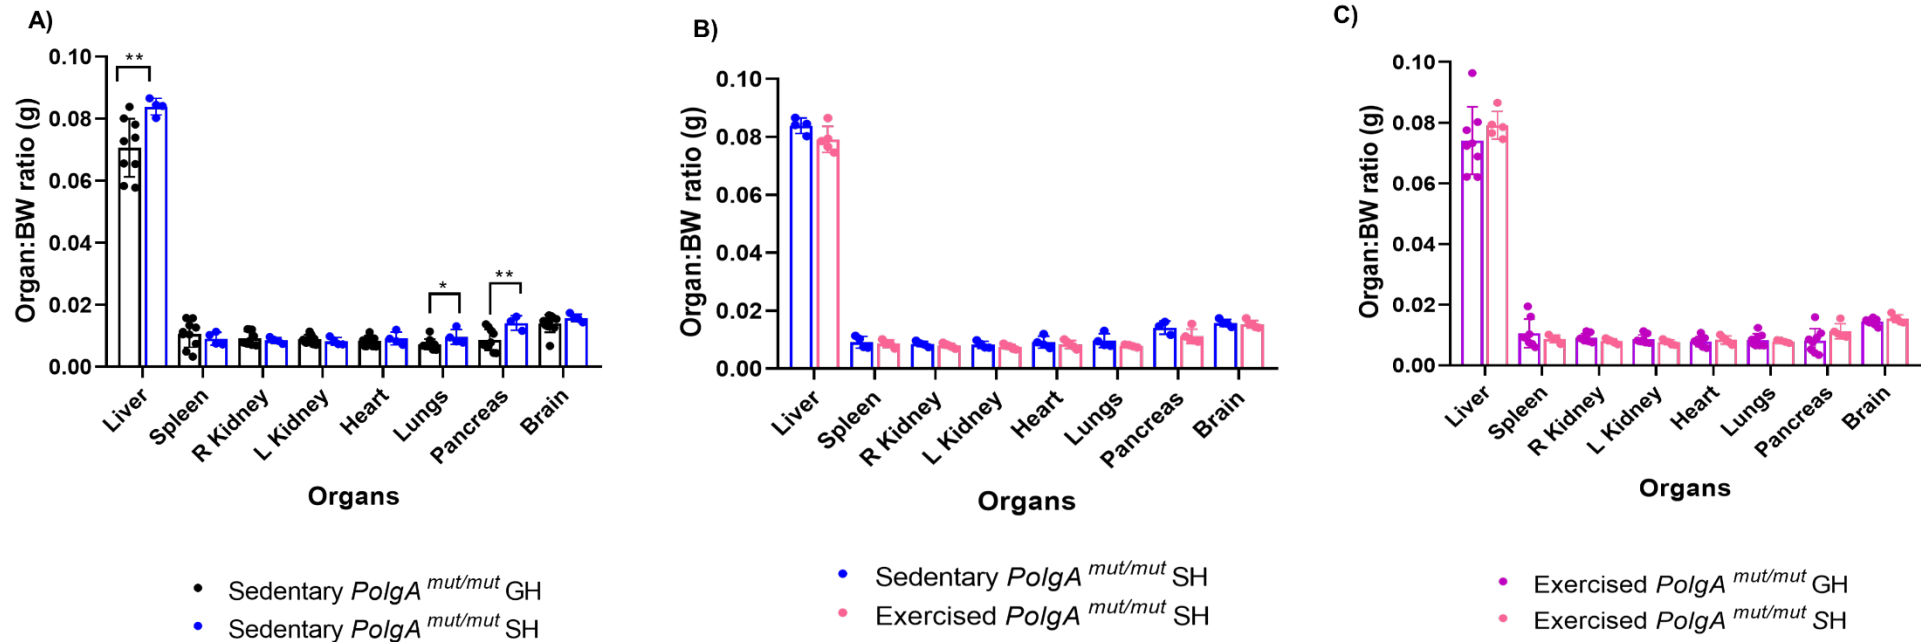 A)
Organ:BW ratio (g)
0.10
0.08
0.06
0.04
0.02
0.00
**
*
**
Liver
Spleen
R Kidney
L Kidney
Heart
Lungs
Pancreas
Brain
Organs
Sedentary PolgA mut/mut GH
Sedentary PolgA mut/mut SH
B)
Organ:BW ratio (g)
0.10
0.08
0.06
0.04
0.02
0.00
Liver
Spleen
R Kidney
L Kidney
Heart
Lungs
Pancreas
Brain
Organs
Sedentary PolgA mut/mut SH
Exercised PolgA mut/mut SH
C)
Organ:BW ratio (g)
0.10
0.08
0.06
0.04
0.02
0.00
Liver
Spleen
R Kidney
L Kidney
Heart
Lungs
Pancreas
Brain
Organs
Exercised PolgA mut/mut GH
Exercised PolgA mut/mut SH